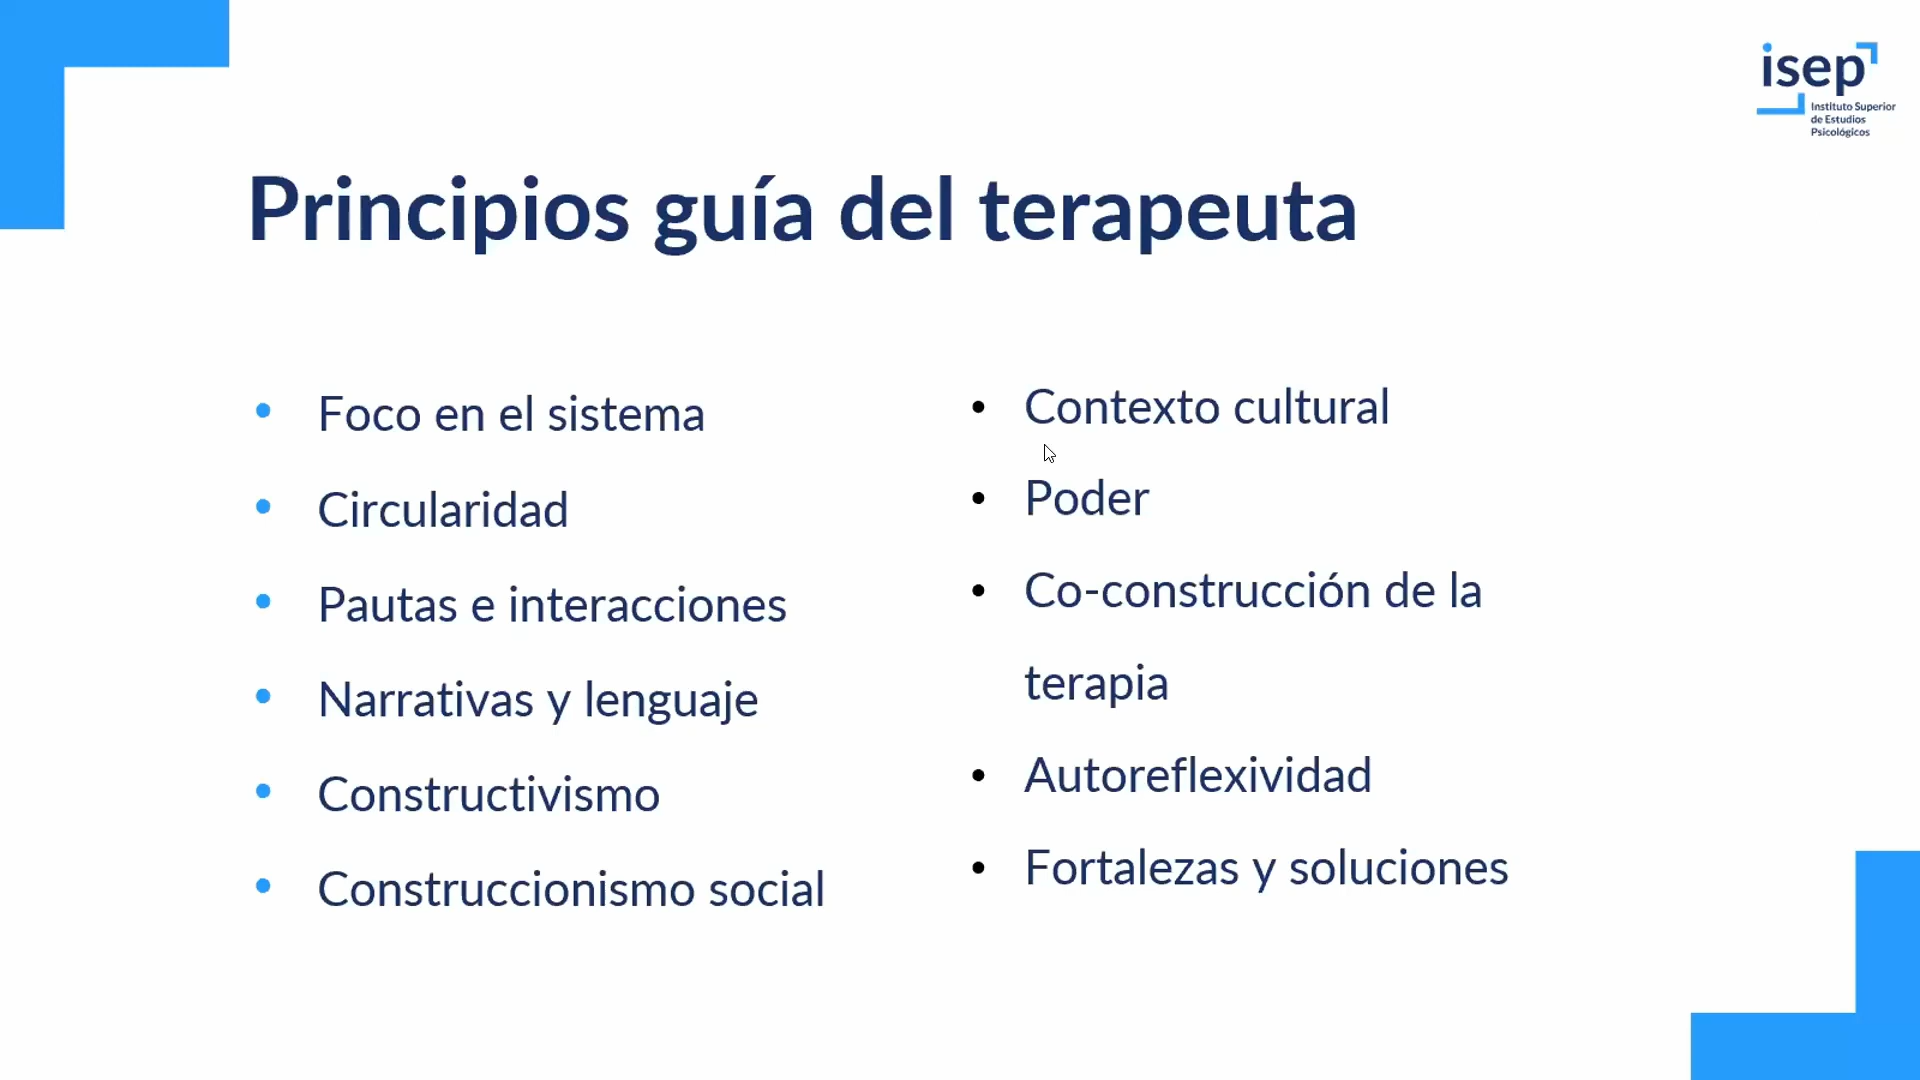 isep
Instituto Superior
de Estudios
Psicológicos
Principios guía del terapeuta
• Foco en el sistema
• Circularidad
• Pautas e interacciones
• Narrativas y lenguaje
• Constructivismo
• Construccionismo social
• Contexto cultural
• Poder
• Co-construcción de la
terapia
• Autoreflexividad
• Fortalezas y soluciones